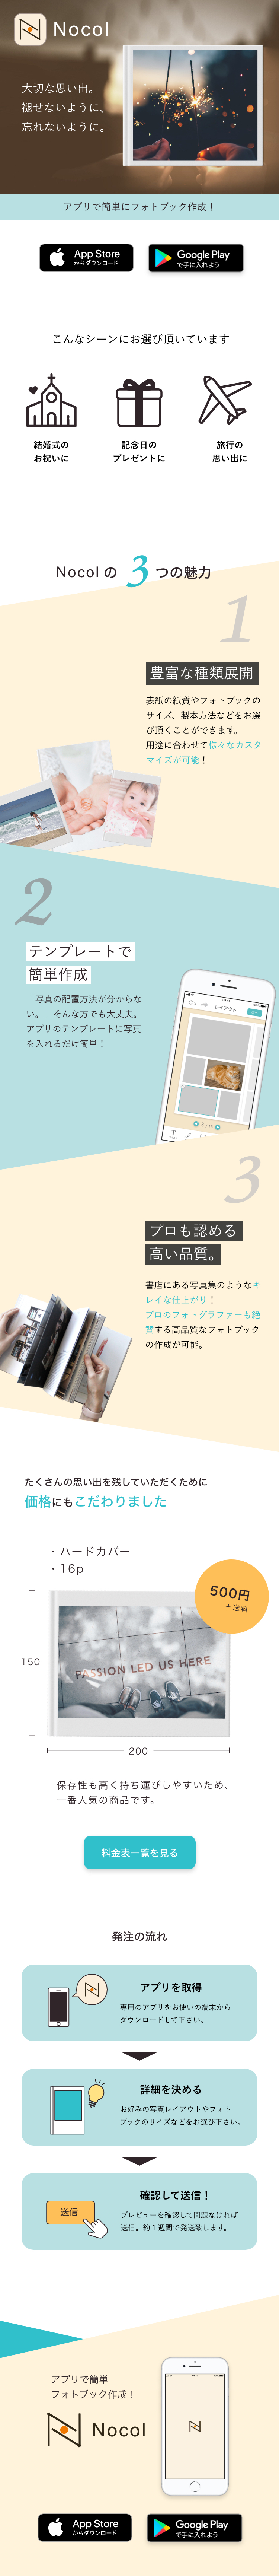 Nocol
大切な思い出。
褪せないように、
忘れないように。
アプリで簡単にフォトブック作成！
App Store
からダウンロード
Google Play
で手に入れよう
こんなシーンにお選び頂いています
結婚式の
お祝いに
記念日の
プレゼントに
旅行の
思い出に
Nocol の 3 つの魅力
1
豊富な種類展開
表紙の紙質やフォトブックの
サイズ、製本方法などをお選
び頂くことができます。
用途に合わせて様々なカスタ
マイズが可能！
2
テンプレートで
簡単作成
「写真の配置方法が分からな
い。」そんな方でも大丈夫。
アプリのテンプレートに写真
を入れるだけ簡単！
レイアウト
3
プロも認める
高い品質。
書店にある写真集のようなキ
レイな仕上がり！
プロのフォトグラファーも絶
賛する高品質なフォトブック
の作成が可能。
たくさんの思い出を残していただくために
価格にもこだわりました
・ハードカバー
・16p
500円
＋送料
150
PASSION LED US HERE
200
保存性も高く持ち運びしやすいため、
一番人気の商品です。
料金表一覧を見る
発注の流れ
アプリを取得
専用のアプリをお使いの端末から
ダウンロードして下さい。
詳細を決める
お好みの写真レイアウトやフォト
ブックのサイズなどをお選び下さい。
送信
確認して送信！
プレビューを確認して問題なければ
送信。約１週間で発送致します。
アプリで簡単
フォトブック作成！
Nocol
App Store
からダウンロード
Google Play
で手に入れよう